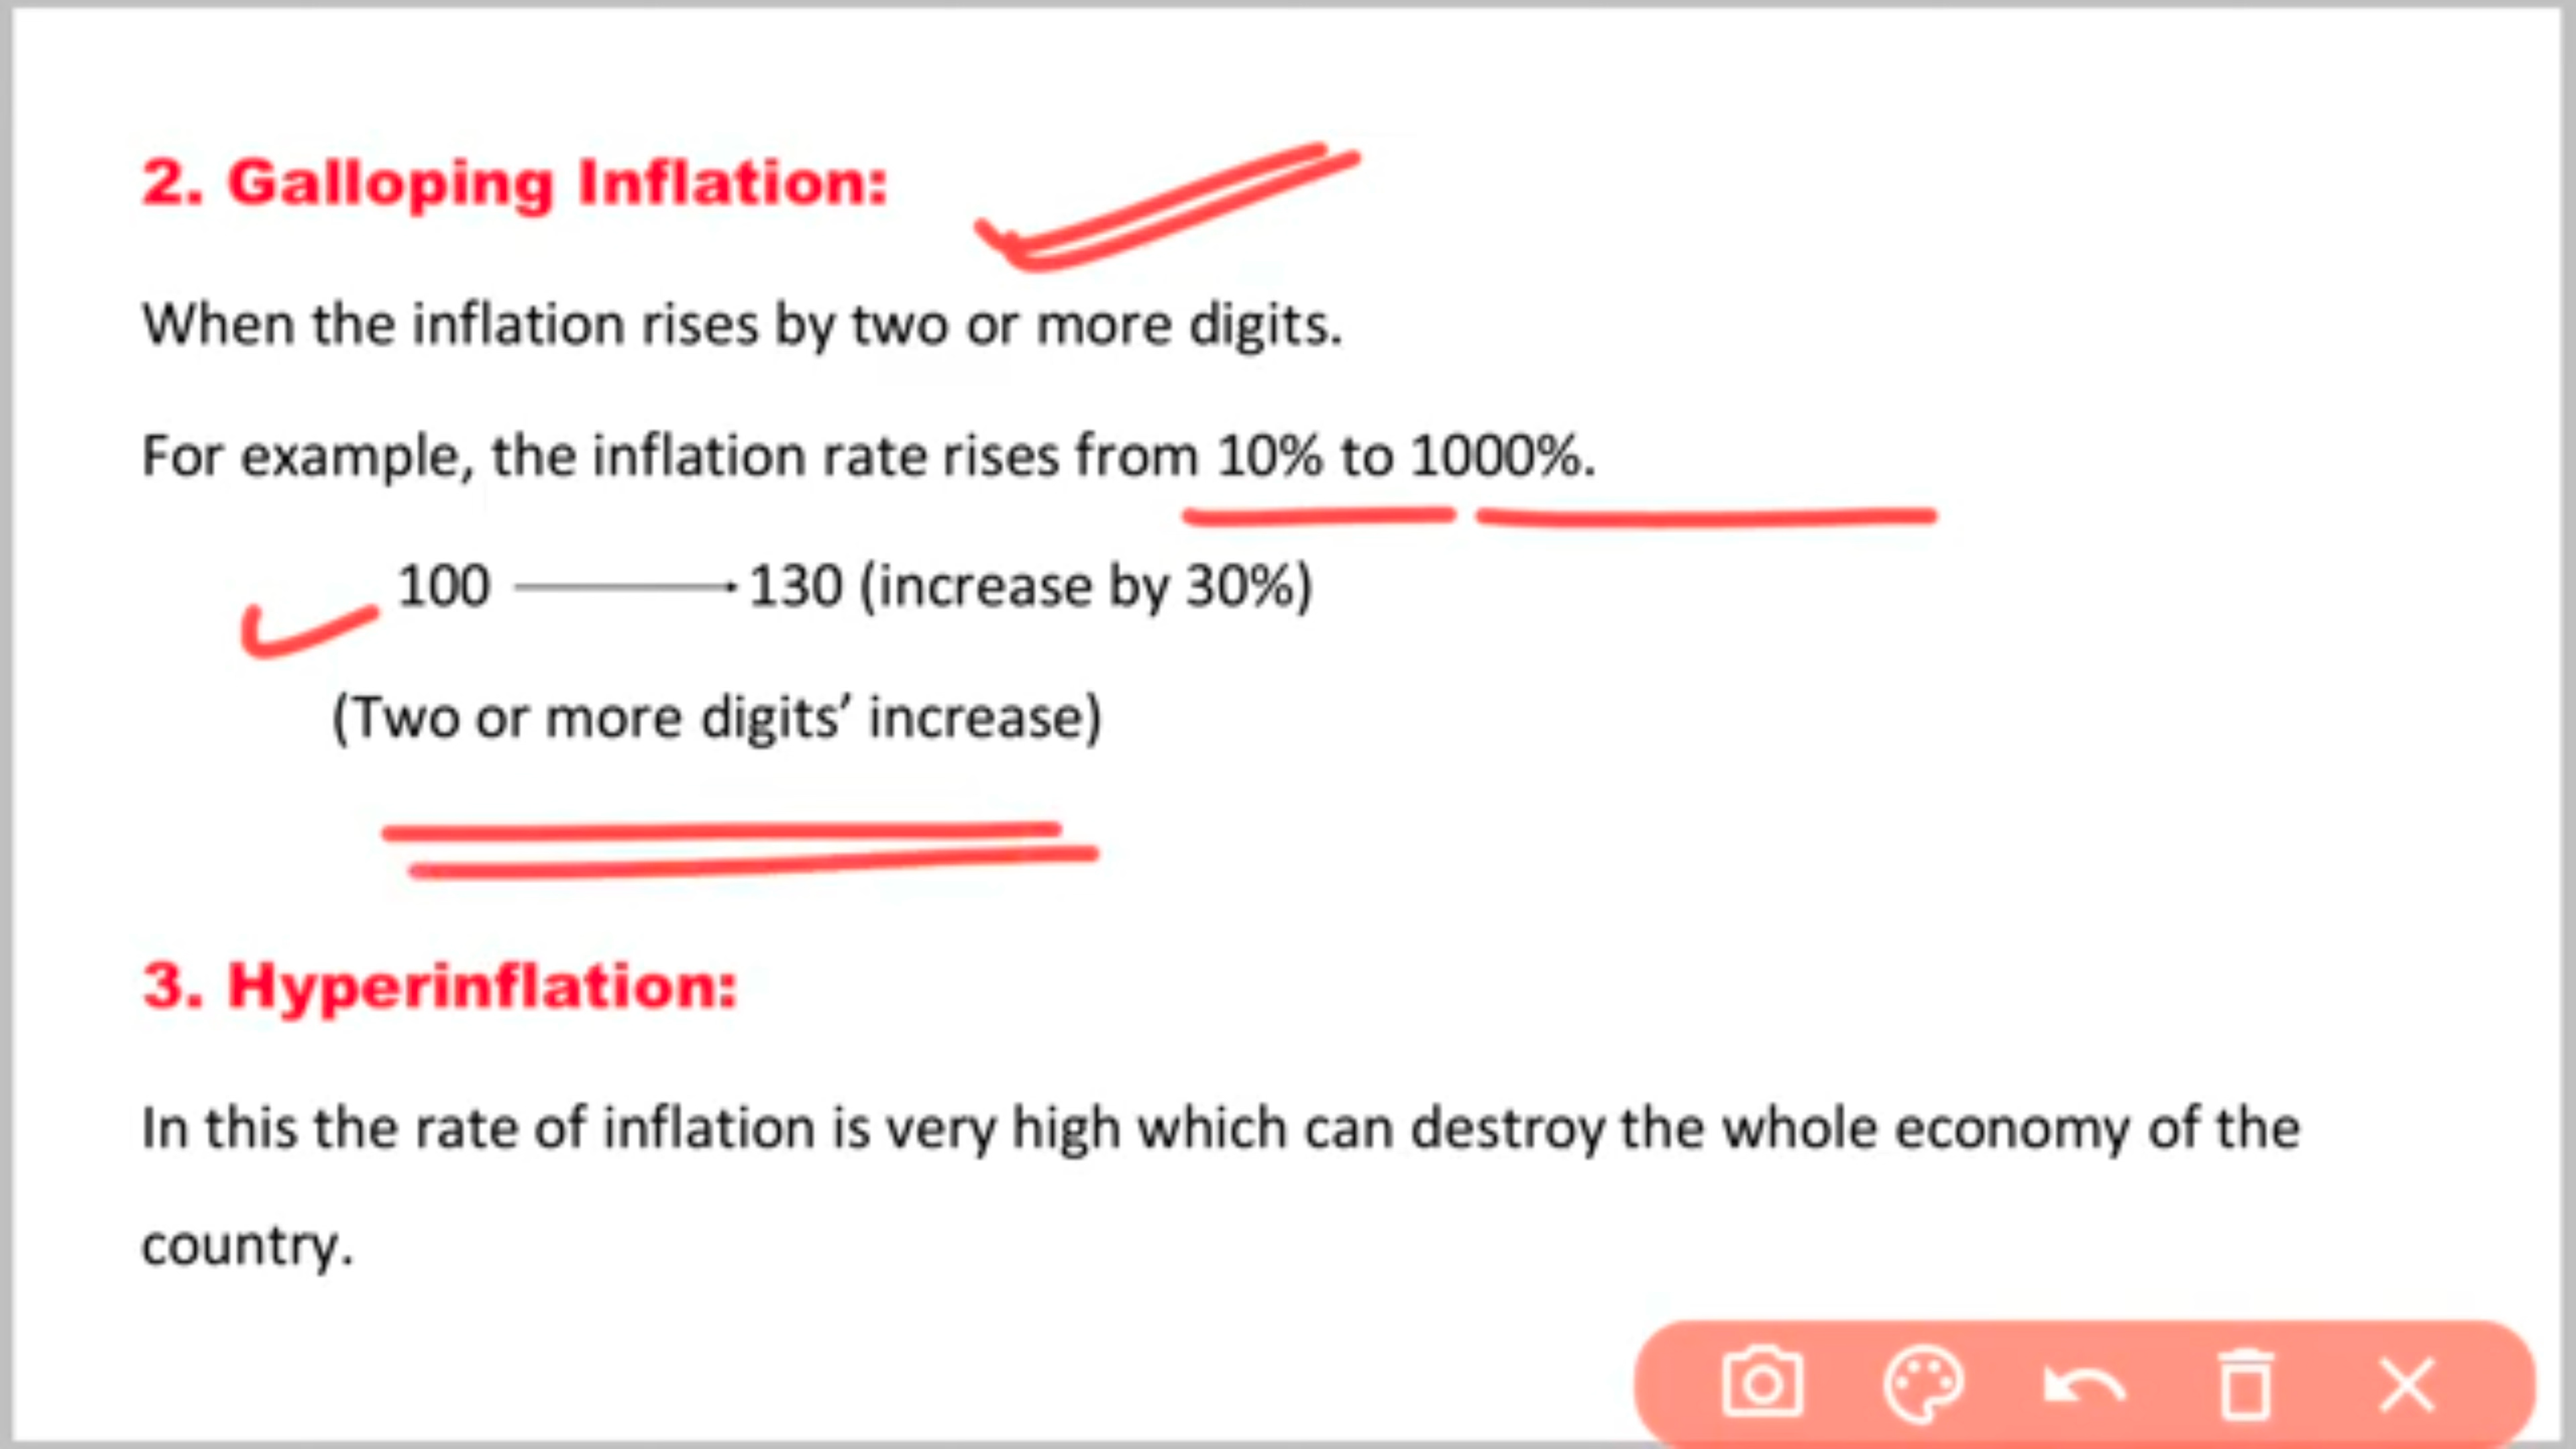 2. Galloping Inflation:
When the inflation rises by two or more digits.
For example, the inflation rate rises from 10% to 1000%.
100 → 130 (increase by 30%)
(Two or more digits’ increase)
3. Hyperinflation:
In this the rate of inflation is very high which can destroy the whole economy of the
country.